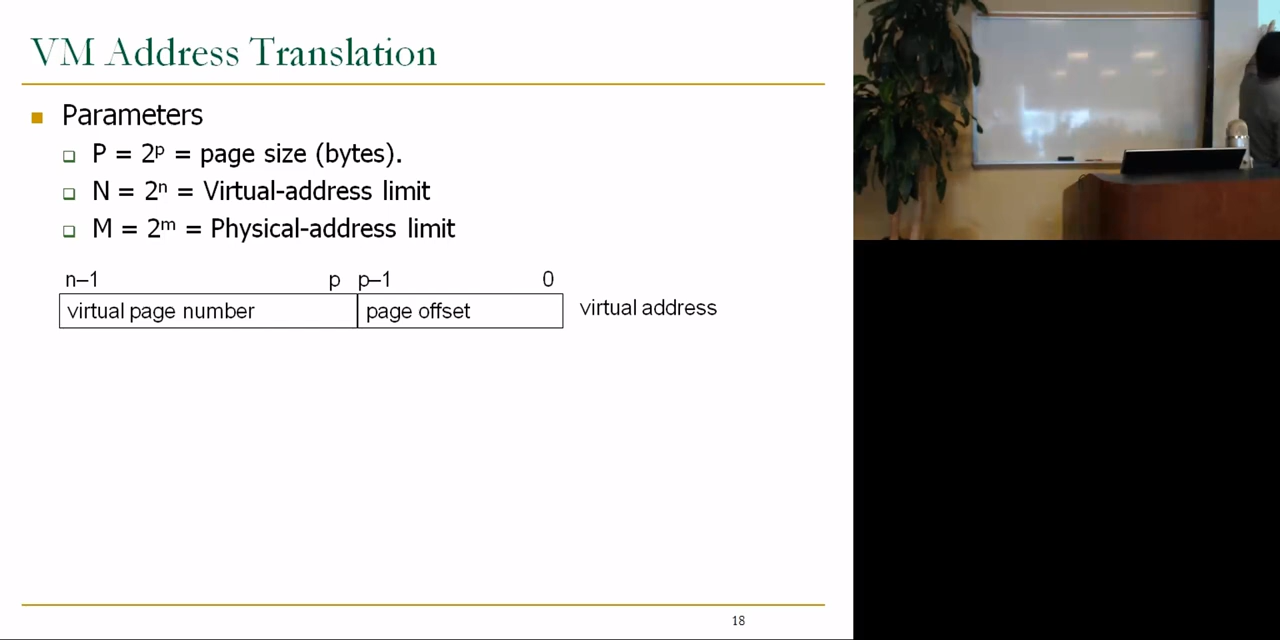 VM Address Translation
Parameters
P = 2ᵖ = page size (bytes).
N = 2ⁿ = Virtual-address limit
M = 2ᵐ = Physical-address limit
n–1 p p–1 0
virtual page number page offset virtual address
18